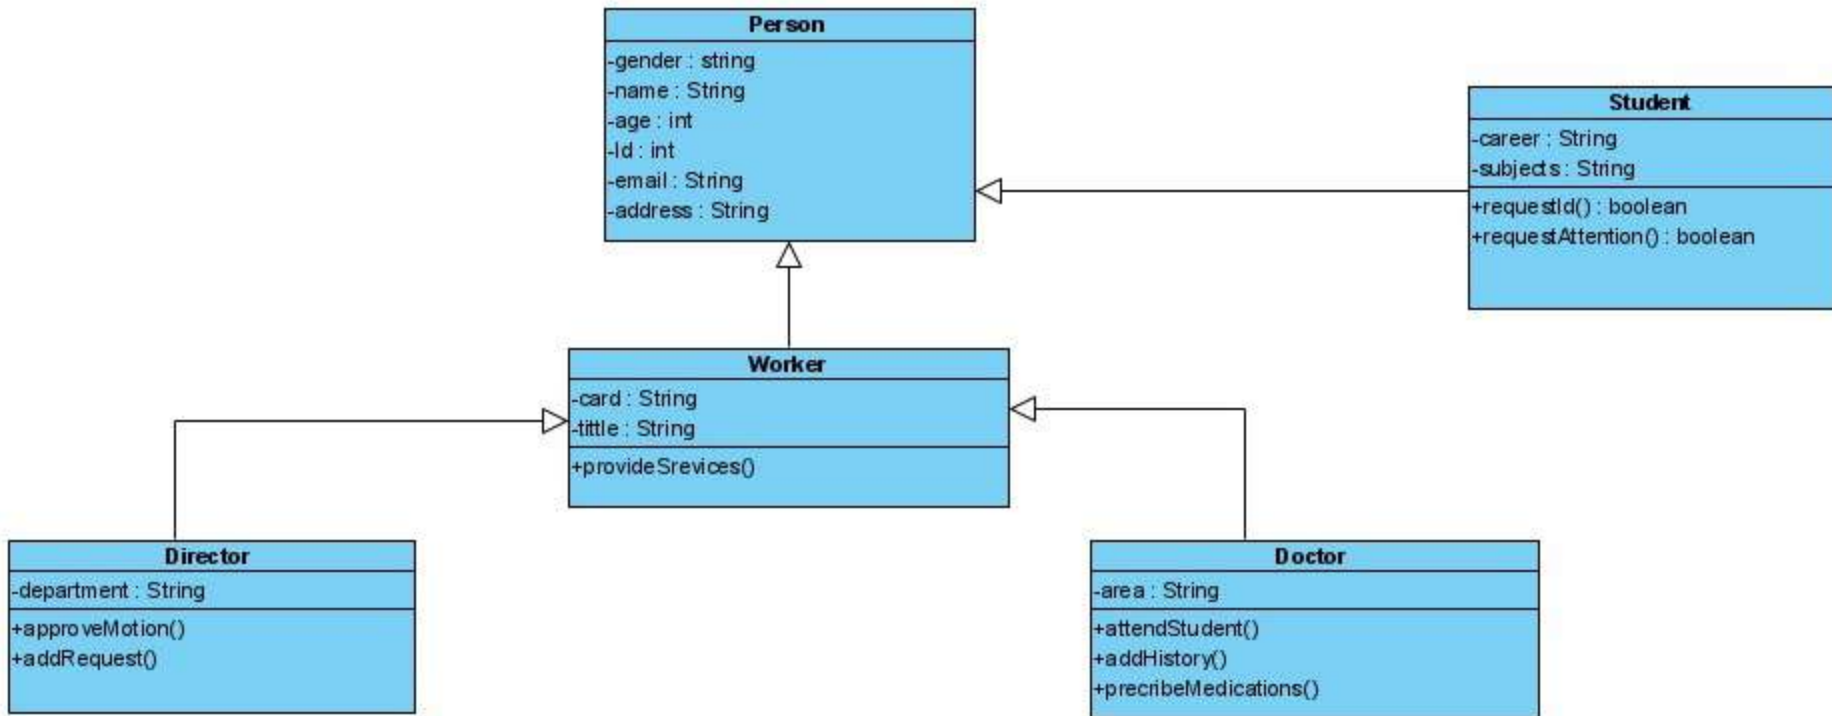 Person
-gender : string
-name : String
-age : int
-Id : int
-email : String
-address : String
Student
-career : String
-subjects : String
+requestId() : boolean
+requestAttention() : boolean
Worker
-card : String
-tittle : String
+provideSrevices()
Director
-department : String
+approveMotion()
+addRequest()
Doctor
-area : String
+attendStudent()
+addHistory()
+precribeMedications()